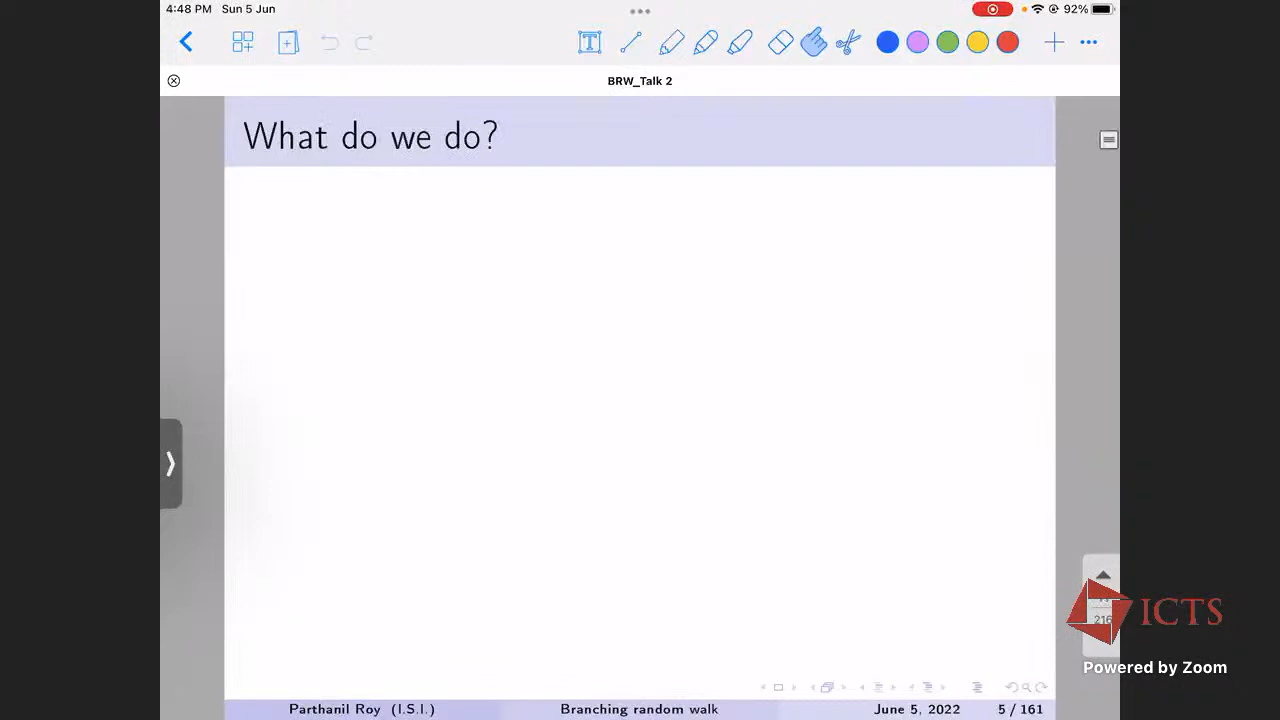 4:48 PM Sun 5 Jun
92%
T
BRW_Talk 2
What do we do?
216
ICTS
Powered by Zoom
Parthanil Roy (I.S.I.)
Branching random walk
June 5, 2022
5 / 161